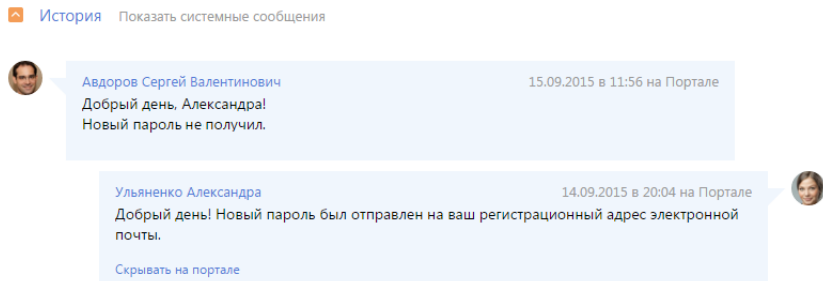 История Показать системные сообщения
Авдоров Сергей Валентинович 15.09.2015 в 11:56 на Портале
Добрый день, Александра!
Новый пароль не получил.
Ульяненко Александра 14.09.2015 в 20:04 на Портале
Добрый день! Новый пароль был отправлен на ваш регистрационный адрес электронной
почты.
Скрывать на портале